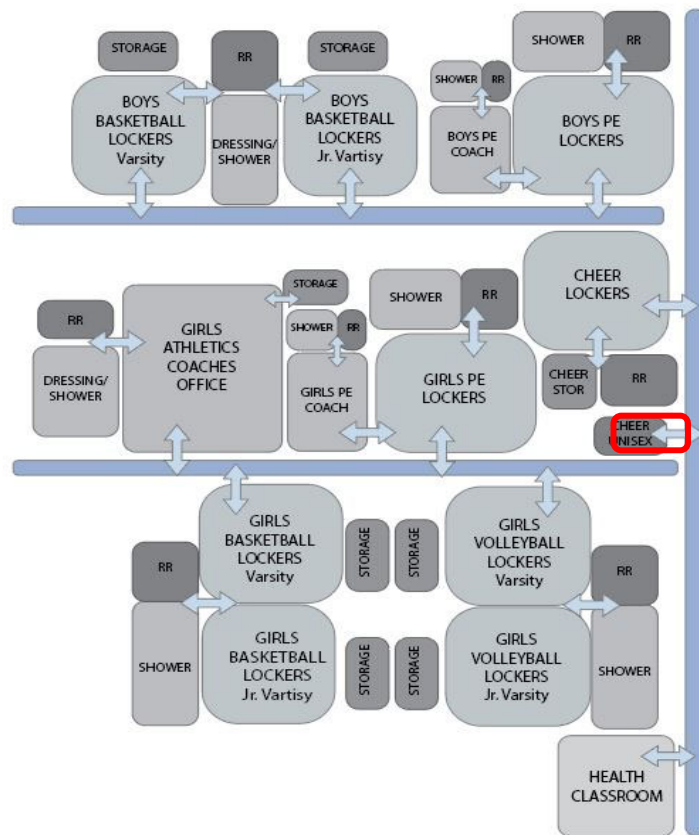 STORAGE
RR
STORAGE
SHOWER
RR
SHOWER
RR
BOYS
BASKETBALL
LOCKERS
Varsity
DRESSING/
SHOWER
BOYS
BASKETBALL
LOCKERS
Jr. Vartisy
BOYS PE
COACH
BOYS PE
LOCKERS
CHEER
LOCKERS
STORAGE
SHOWER
RR
RR
GIRLS
ATHLETICS
COACHES
OFFICE
SHOWER
RR
DRESSING/
SHOWER
GIRLS PE
COACH
GIRLS PE
LOCKERS
CHEER
STOR
RR
CHEER
UNISEX
GIRLS
BASKETBALL
LOCKERS
Varsity
STORAGE
STORAGE
GIRLS
VOLLEYBALL
LOCKERS
Varsity
RR
RR
SHOWER
GIRLS
BASKETBALL
LOCKERS
Jr. Vartisy
STORAGE
STORAGE
GIRLS
VOLLEYBALL
LOCKERS
Jr. Varsity
SHOWER
HEALTH
CLASSROOM